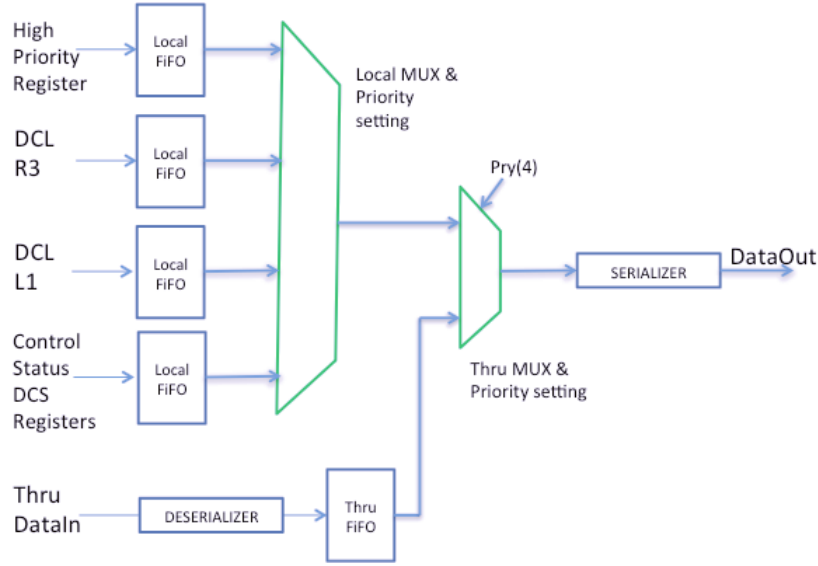 High
Priority
Register
Local
FiFO
Local MUX &
Priority
setting
DCL
R3
Local
FiFO
Pry(4)
DCL
L1
Local
FiFO
SERIALIZER
DataOut
Control
Status
DCS
Registers
Local
FiFO
Thru MUX &
Priority setting
Thru
DataIn
DESERIALIZER
Thru
FiFO